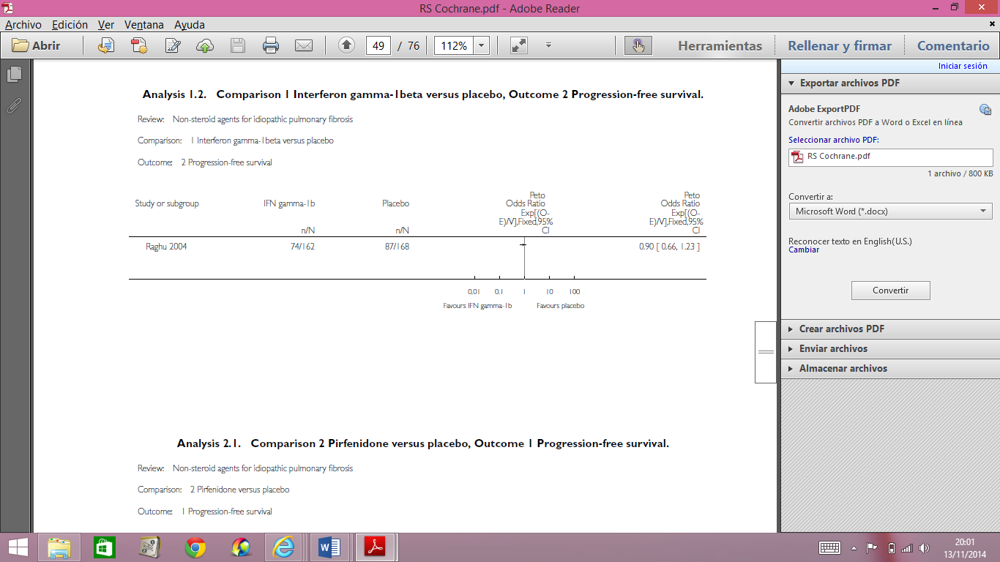 RS Cochrane.pdf - Adobe Reader
Archivo Edición Ver Ventana Ayuda
Abrir 49 / 76 112% Herramientas Rellenar y firmar Comentario
Iniciar sesión
Analysis 1.2. Comparison 1 Interferon gamma-1beta versus placebo, Outcome 2 Progression-free survival.
Review: Non-steroid agents for idiopathic pulmonary fibrosis
Comparison: 1 Interferon gamma-1beta versus placebo
Outcome: 2 Progression-free survival
Study or subgroup IFN gamma-1b Placebo Peto Odds Ratio Peto Odds Ratio
n/N n/N Exp[(O-E)/V],Fixed,95% CI Exp[(O-E)/V],Fixed,95% CI
Raghu 2004 74/162 87/168 0.90 [ 0.66, 1.23 ]
0.01 0.1 1 10 100
Favours IFN gamma-1b Favours placebo
Analysis 2.1. Comparison 2 Pirfenidone versus placebo, Outcome 1 Progression-free survival.
Review: Non-steroid agents for idiopathic pulmonary fibrosis
Comparison: 2 Pirfenidone versus placebo
Outcome: 1 Progression-free survival
Exportar archivos PDF
Adobe ExportPDF
Convertir archivos PDF a Word o Excel en línea
Seleccionar archivo PDF:
RS Cochrane.pdf
1 archivo / 800 KB
Convertir a:
Microsoft Word (*.docx)
Reconocer texto en English(U.S.)
Cambiar
Convertir
Crear archivos PDF
Enviar archivos
Almacenar archivos
20:01
13/11/2014